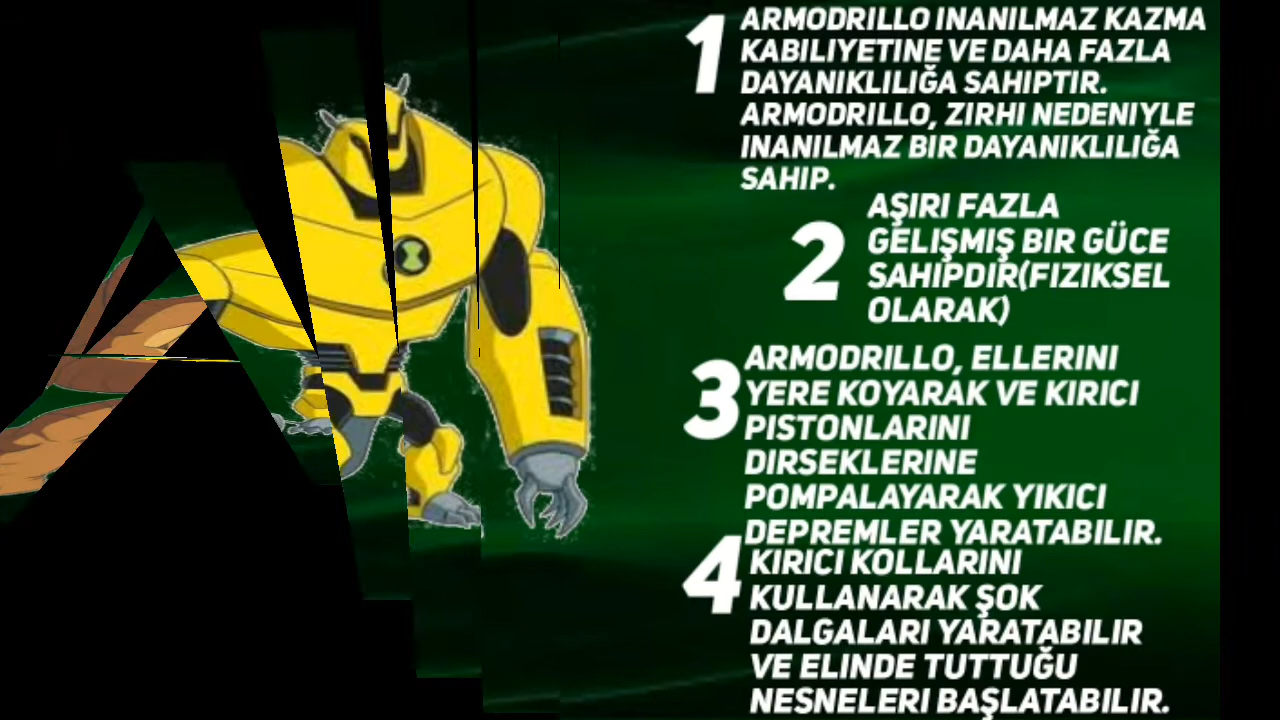 1 ARMODRILLO INANILMAZ KAZMA
KABILIYETINE VE DAHA FAZLA
DAYANIKLILIĞA SAHIPTIR.
ARMODRILLO, ZIRHI NEDENIYLE
INANILMAZ BIR DAYANIKLILIĞA
SAHIP.
2 AŞIRI FAZLA
GELIŞMIŞ BIR GÜCE
SAHIPDIR(FIZIKSEL
OLARAK)
3 ARMODRILLO, ELLERINI
YERE KOYARAK VE KIRICI
PISTONLARINI
DIRSEKLERINE
POMPALAYARAK YIKICI
DEPREMLER YARATABILIR.
4 KIRICI KOLLARINI
KULLANARAK ŞOK
DALGALARI YARATABILIR
VE ELINDE TUTTUĞU
NESNELERI BAŞLATABILIR.